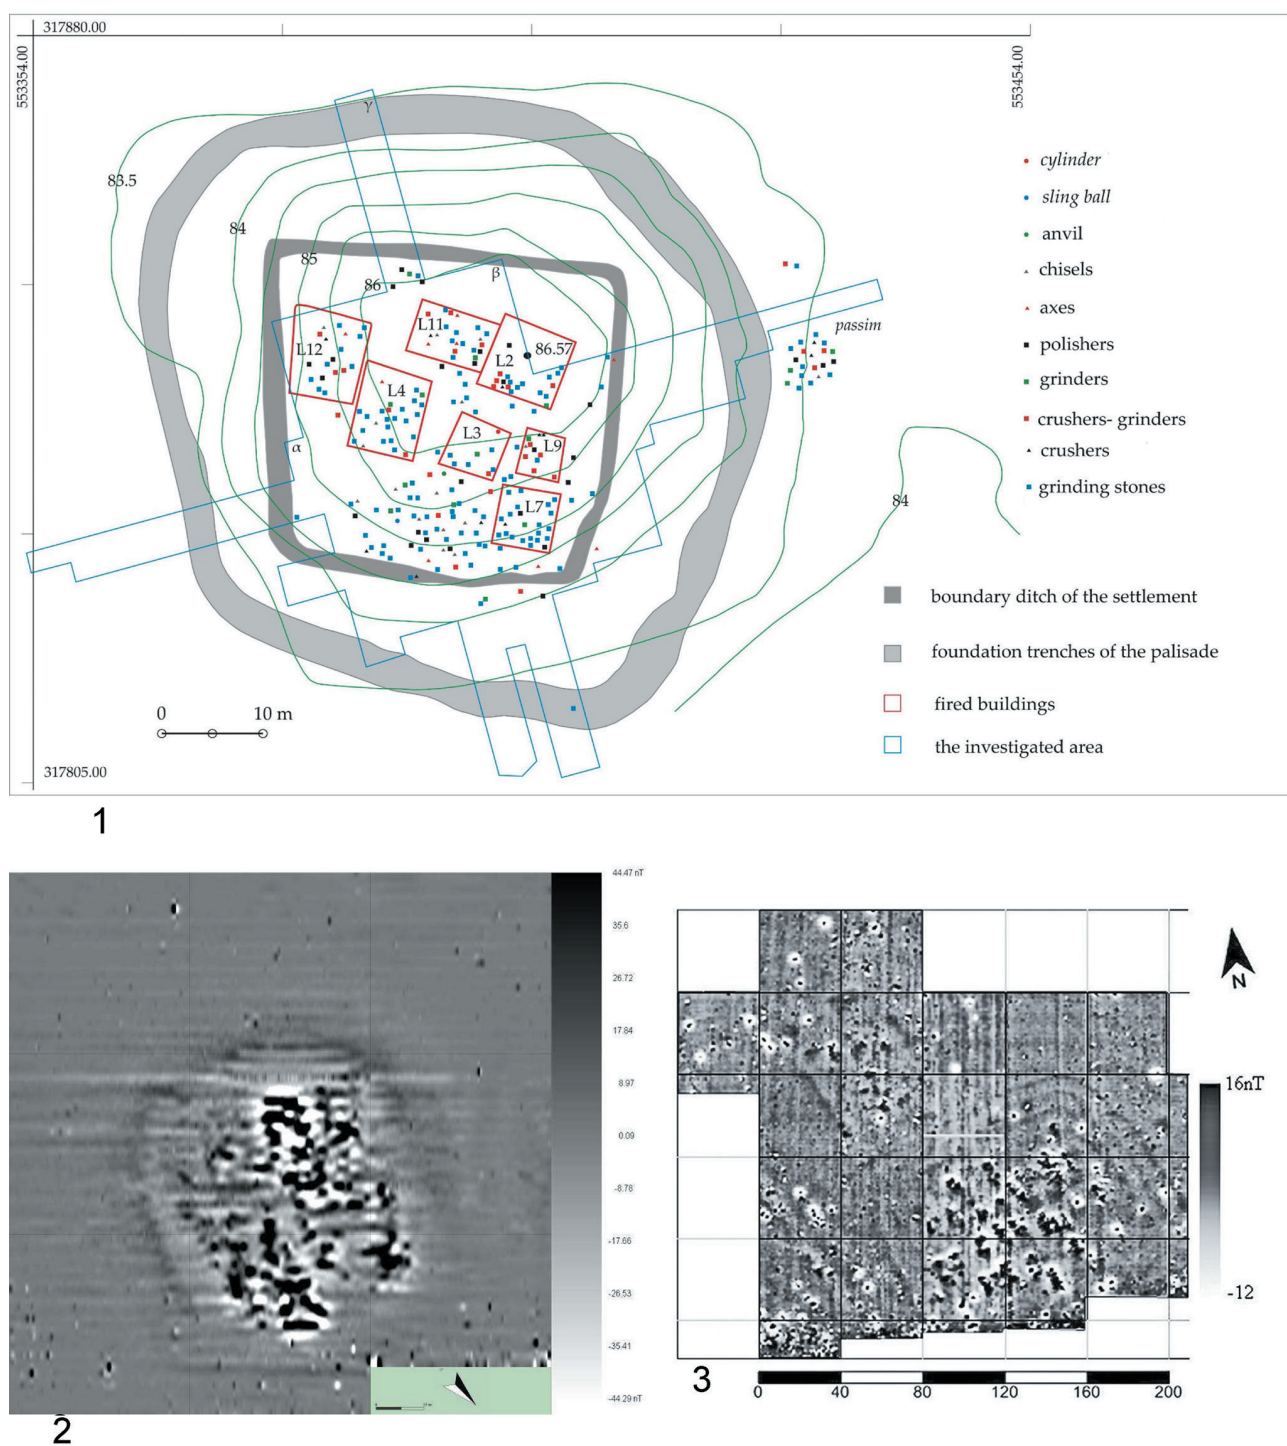 317880.00
553354.00
553454.00
γ
83.5
84
85
86
β
cylinder
sling ball
anvil
chisels
axes
polishers
grinders
crushers- grinders
crushers
grinding stones
passim
L11
L12
L2
86.57
L4
L3
L9
α
L7
84
boundary ditch of the settlement
foundation trenches of the palisade
fired buildings
the investigated area
0 10 m
317805.00
1
44.47 nT
35.6
26.72
17.84
8.97
0.09
-8.78
-17.66
-26.53
-35.41
-44.29 nT
2
N
16nT
-12
3
0 40 80 120 160 200